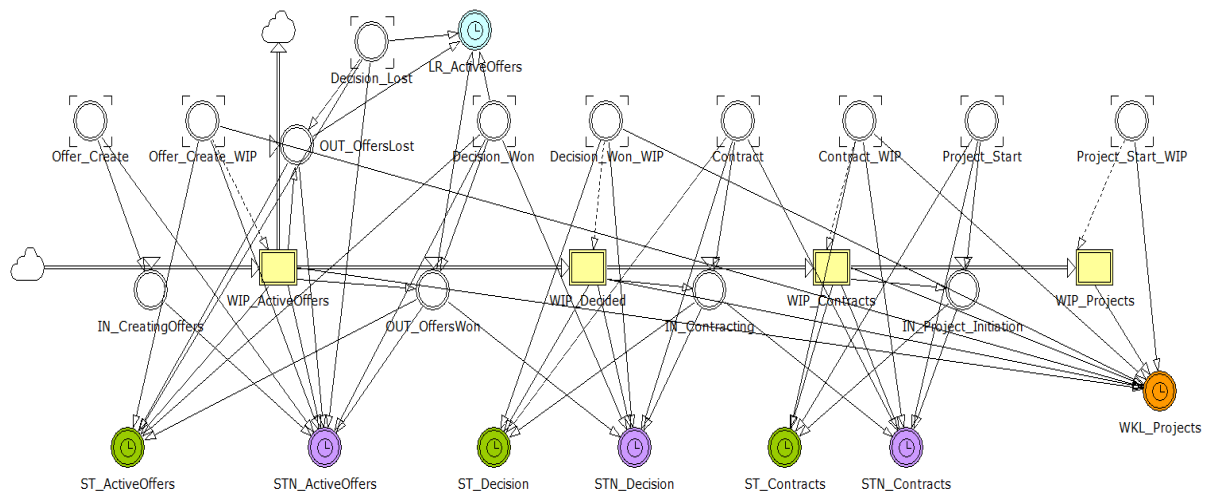 Decision_Lost
LR_ActiveOffers
Offer_Create
Offer_Create_WIP
OUT_OffersLost
Decision_Won
Decision_Won_WIP
Contract
Contract_WIP
Project_Start
Project_Start_WIP
WIP_ActiveOffers
WIP_Decided
WIP_Contracts
WIP_Projects
IN_CreatingOffers
OUT_OffersWon
IN_Contracting
IN_Project_Initiation
WKL_Projects
ST_ActiveOffers
STN_ActiveOffers
ST_Decision
STN_Decision
ST_Contracts
STN_Contracts